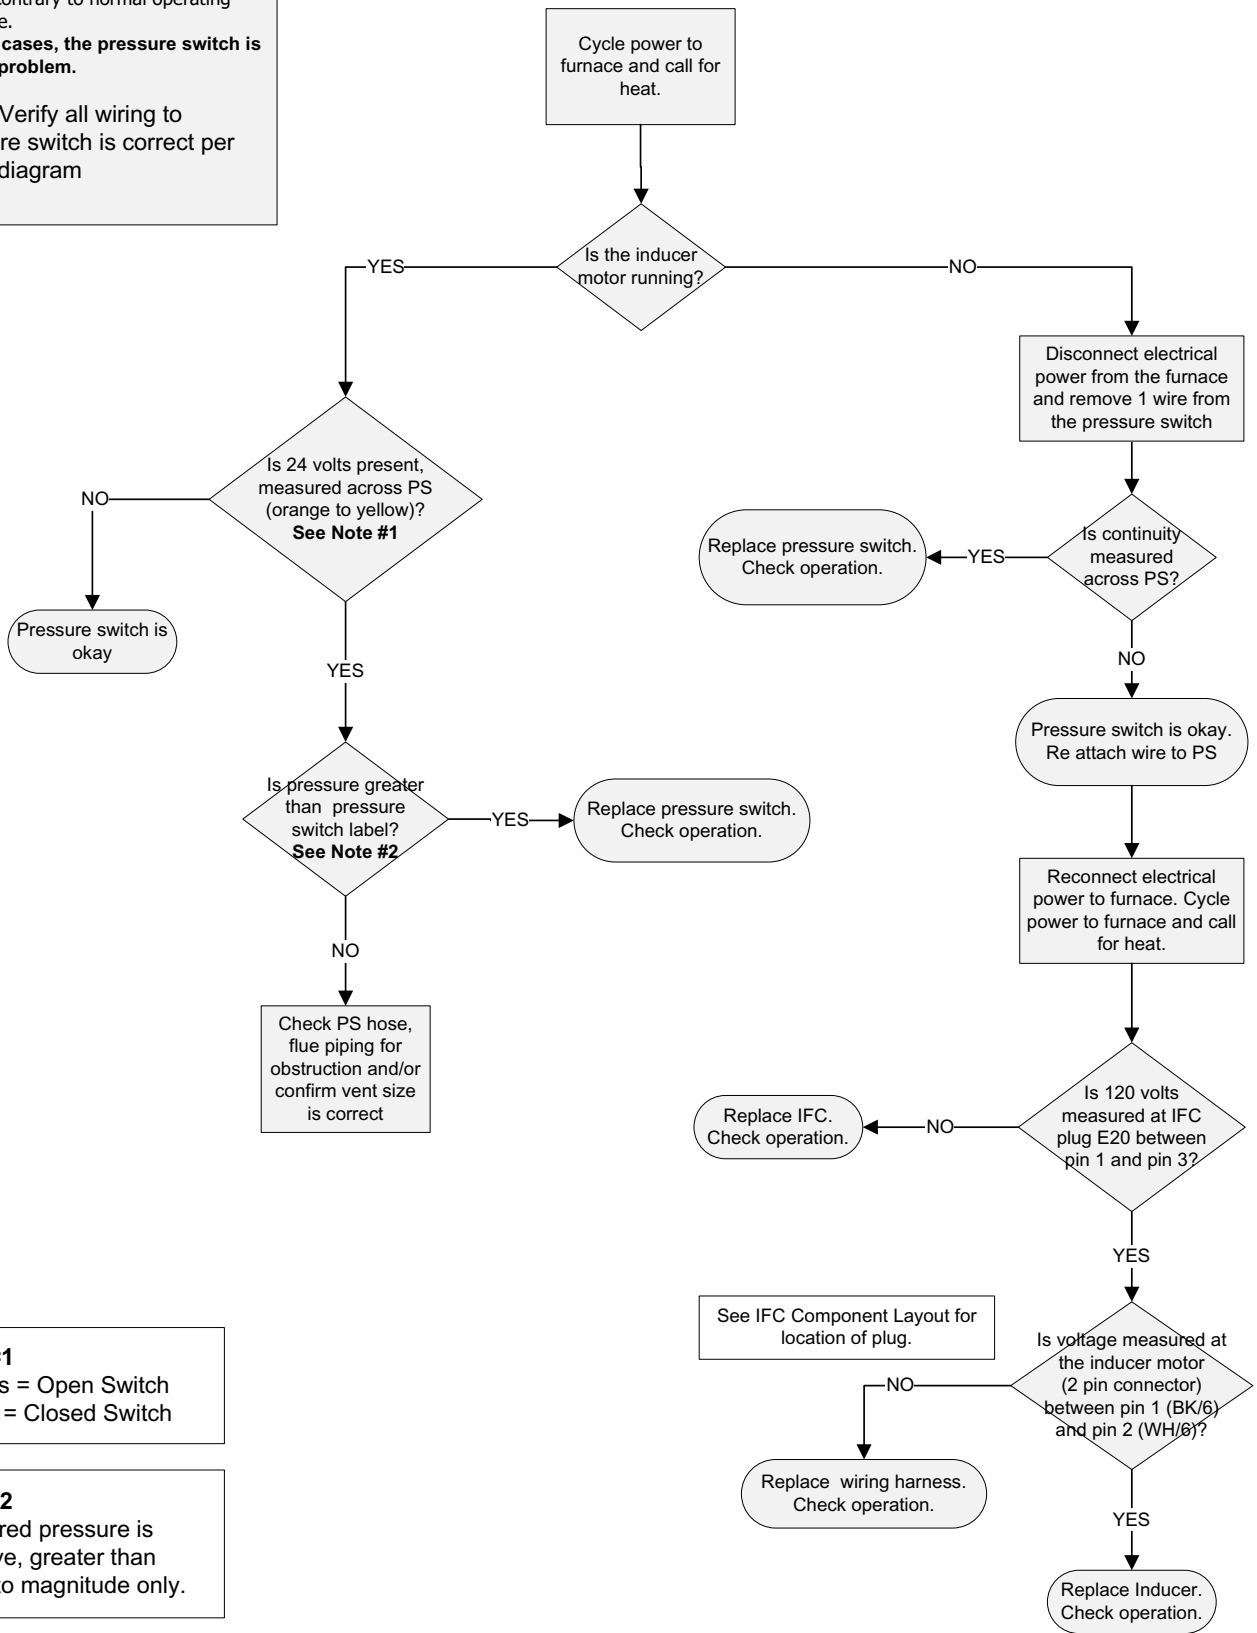 contrary to normal operating
e.
cases, the pressure switch is
problem.
Verify all wiring to
re switch is correct per
diagram
Cycle power to
furnace and call for
heat.
Is the inducer
motor running?
YES
NO
Disconnect electrical
power from the furnace
and remove 1 wire from
the pressure switch
Is 24 volts present,
measured across PS
(orange to yellow)?
See Note #1
NO
Pressure switch is
okay
YES
Is continuity
measured
across PS?
YES
Replace pressure switch.
Check operation.
NO
Pressure switch is okay.
Re attach wire to PS
Is pressure greater
than pressure
switch label?
See Note #2
YES
Replace pressure switch.
Check operation.
NO
Check PS hose,
flue piping for
obstruction and/or
confirm vent size
is correct
Reconnect electrical
power to furnace. Cycle
power to furnace and call
for heat.
Is 120 volts
measured at IFC
plug E20 between
pin 1 and pin 3?
NO
Replace IFC.
Check operation.
YES
See IFC Component Layout for
location of plug.
Is voltage measured at
the inducer motor
(2 pin connector)
between pin 1 (BK/6)
and pin 2 (WH/6)?
NO
Replace wiring harness.
Check operation.
YES
Replace Inducer.
Check operation.
1
s = Open Switch
= Closed Switch
2
red pressure is
ve, greater than
to magnitude only.